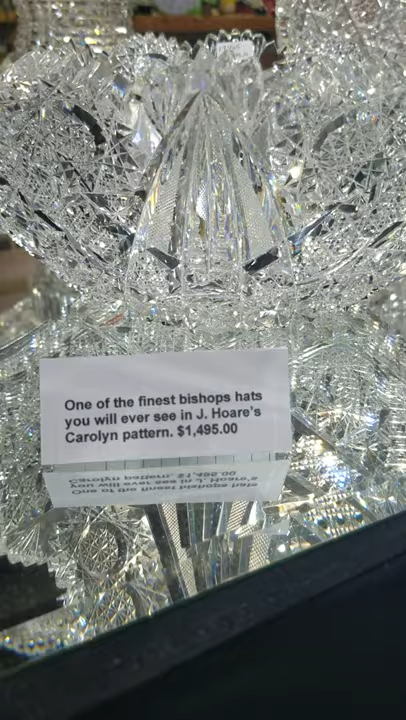 One of the finest bishops hats
you will ever see in J. Hoare's
Carolyn pattern. $1,495.00